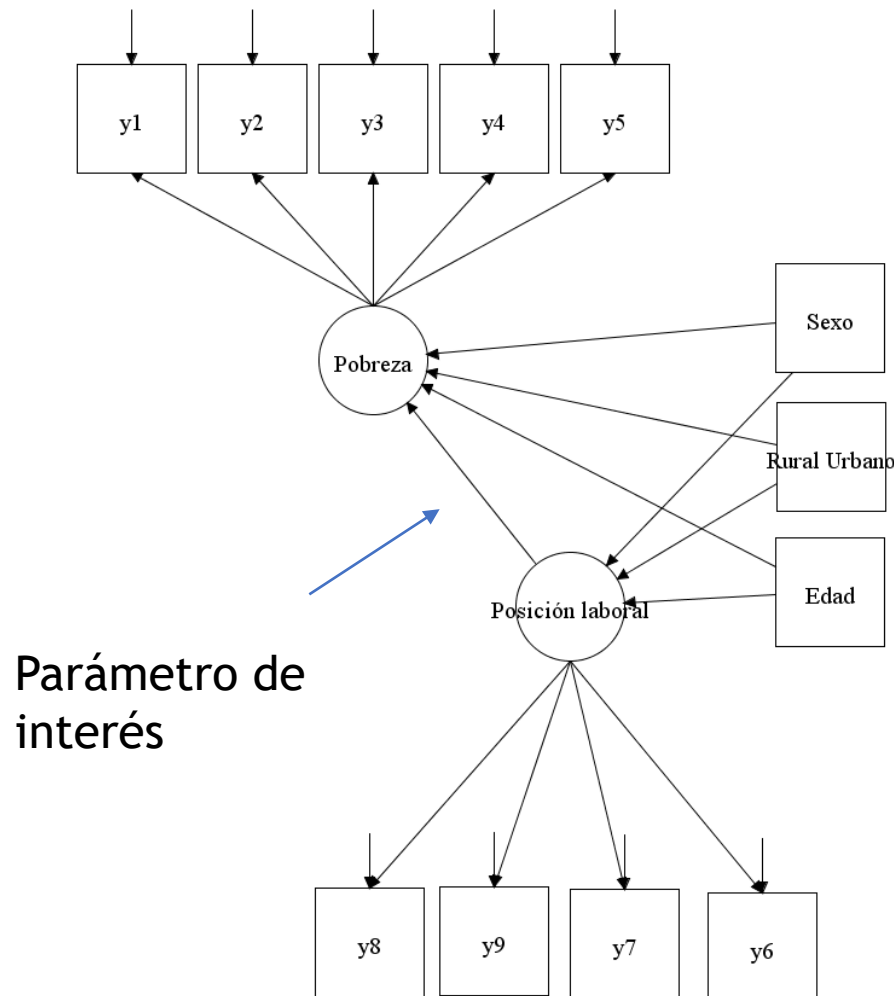 y1
y2
y3
y4
y5
Sexo
Pobreza
Rural Urbano
Edad
Posición laboral
Parámetro de
interés
y8
y9
y7
y6